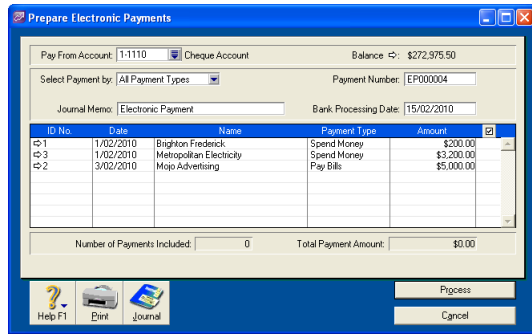 Prepare Electronic Payments
Pay From Account: 1-1110 Cheque Account Balance ⇨: $272,975.50
Select Payment by: All Payment Types Payment Number: EP000004
Journal Memo: Electronic Payment Bank Processing Date: 15/02/2010
ID No. Date Name Payment Type Amount
⇨1 1/02/2010 Brighton Frederick Spend Money $200.00
⇨3 1/02/2010 Metropolitan Electricity Spend Money $3,200.00
⇨2 3/02/2010 Mojo Advertising Pay Bills $5,000.00
Number of Payments Included: 0 Total Payment Amount: $0.00
Help F1 Print Journal Process
Cancel